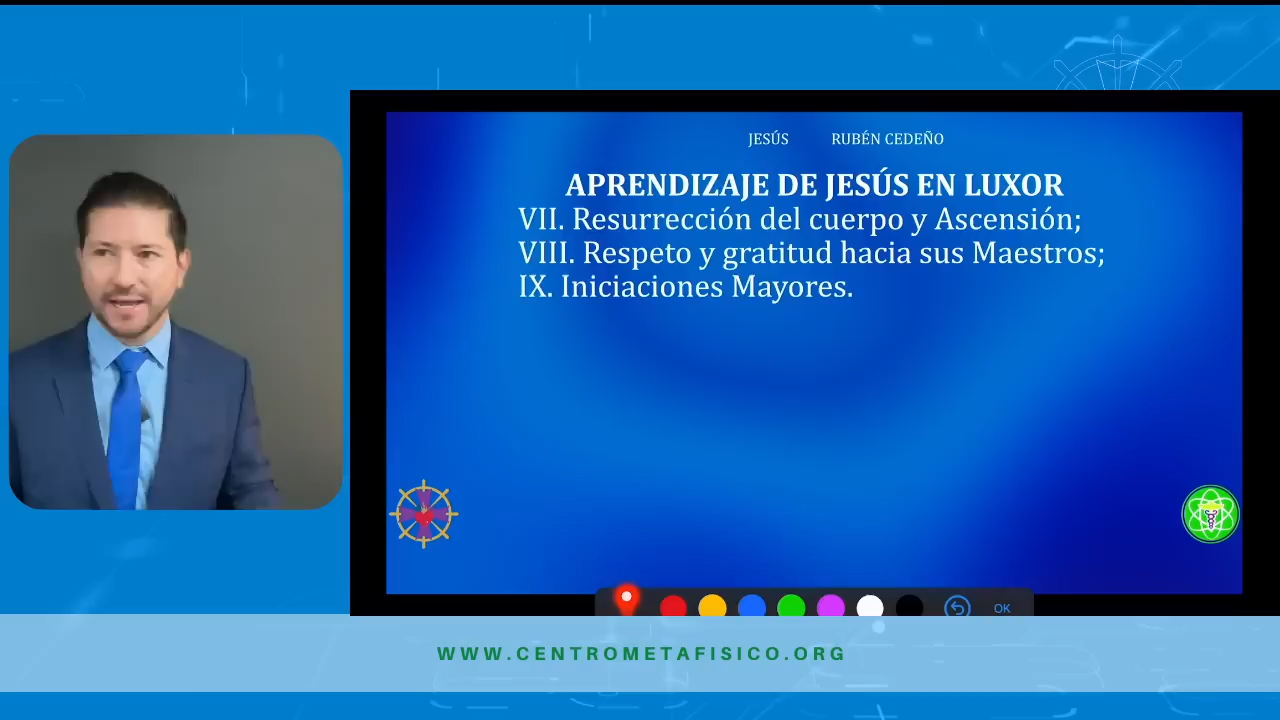 JESÚS RUBÉN CEDEÑO
APRENDIZAJE DE JESÚS EN LUXOR
VII. Resurrección del cuerpo y Ascensión;
VIII. Respeto y gratitud hacia sus Maestros;
IX. Iniciaciones Mayores.
OK
WWW.CENTROMETAFISICO.ORG